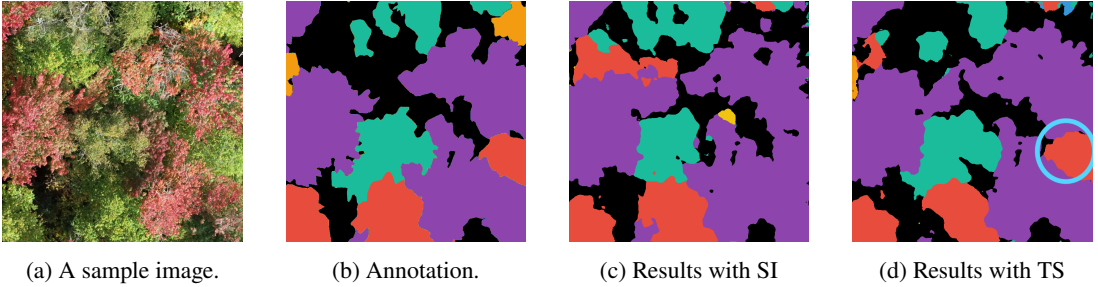 (a) A sample image.
(b) Annotation.
(c) Results with SI
(d) Results with TS